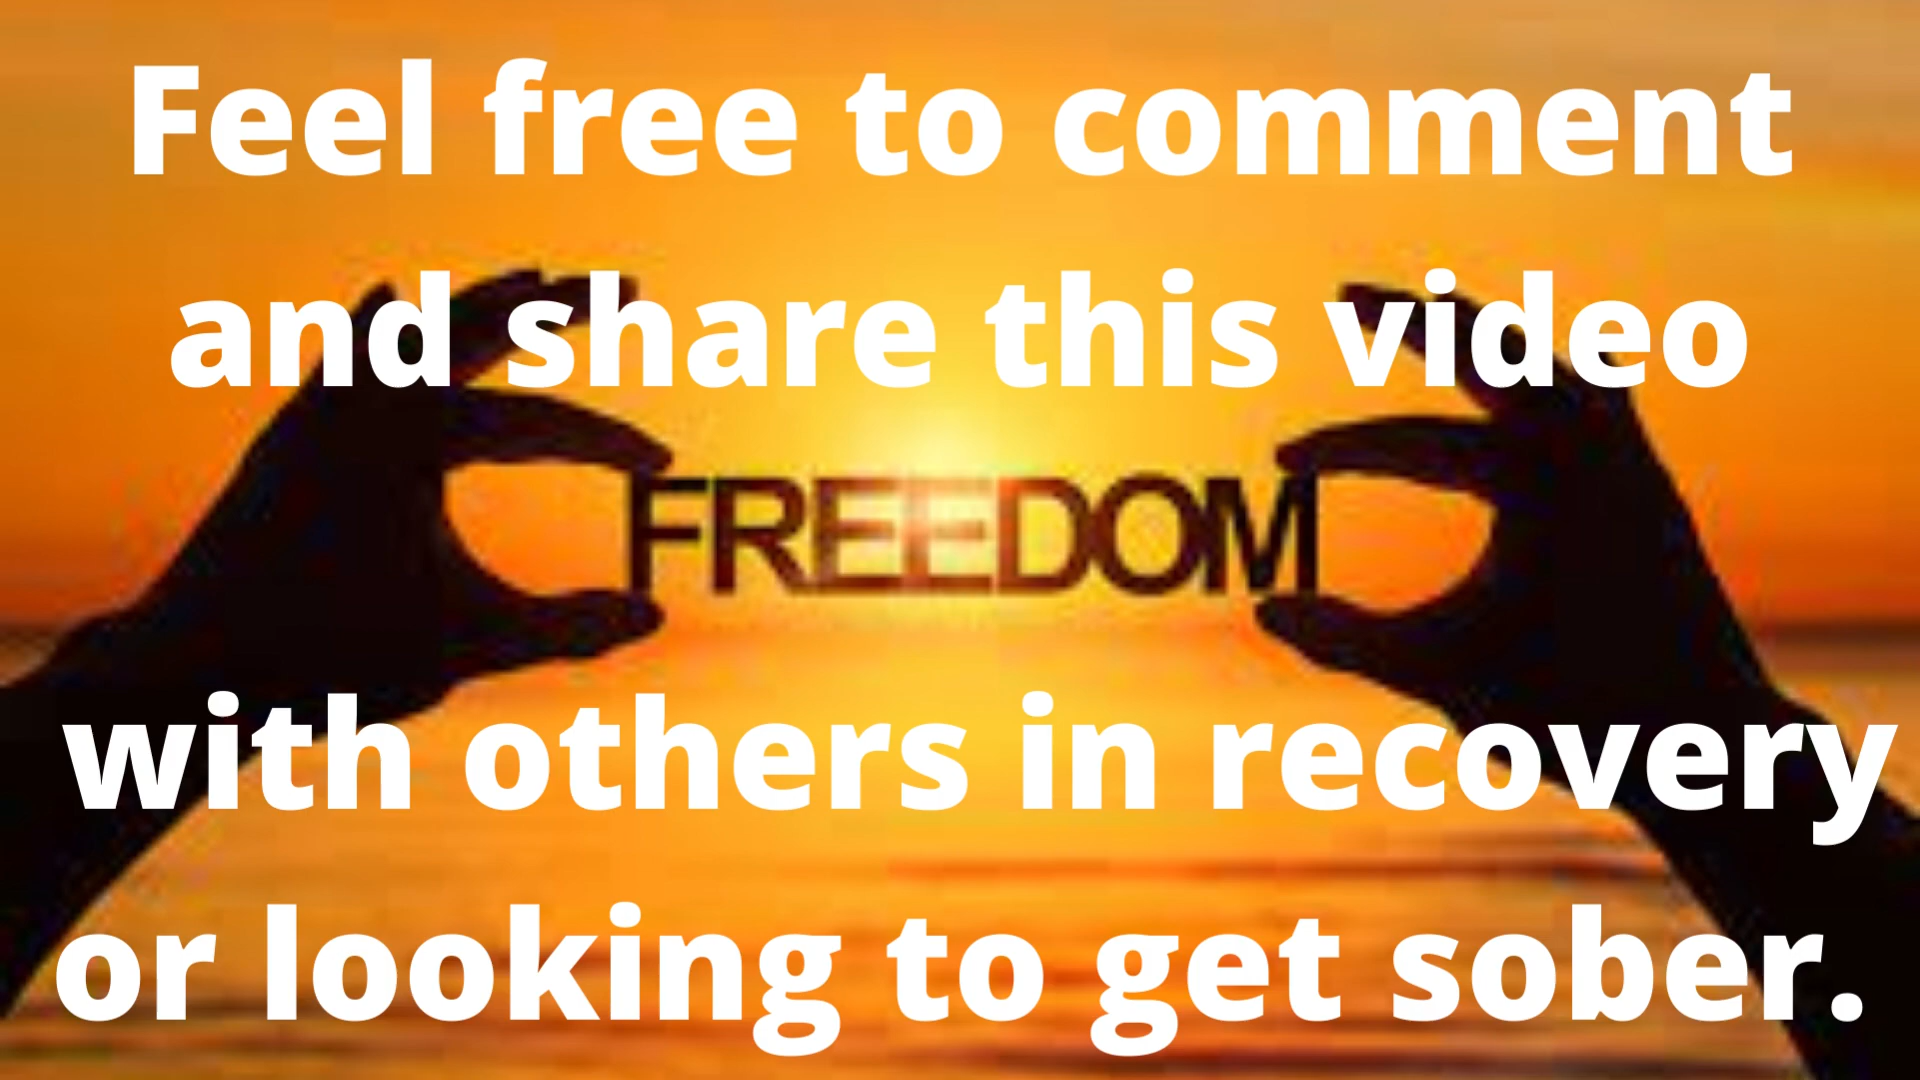 Feel free to comment
and share this video
FREEDOM
with others in recovery
or looking to get sober.